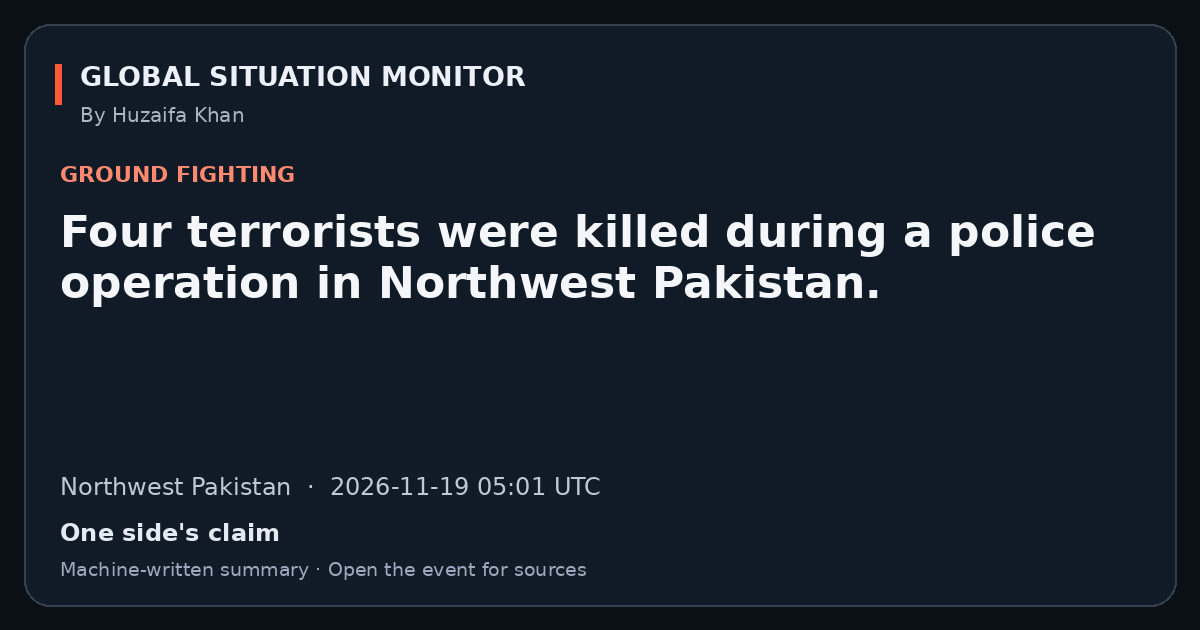 GLOBAL SITUATION MONITOR
By Huzaifa Khan
GROUND FIGHTING
Four terrorists were killed during a police
operation in Northwest Pakistan.
Northwest Pakistan · 2026-11-19 05:01 UTC
One side's claim
Machine-written summary · Open the event for sources